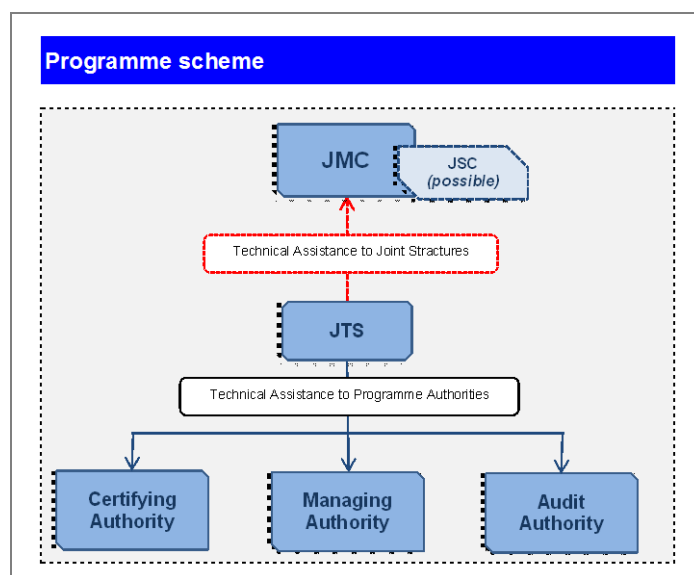 Programme scheme
JMC
JSC
(possible)
Technical Assistance to Joint Stractures
JTS
Technical Assistance to Programme Authorities
Certifying
Authority
Managing
Authority
Audit
Authority